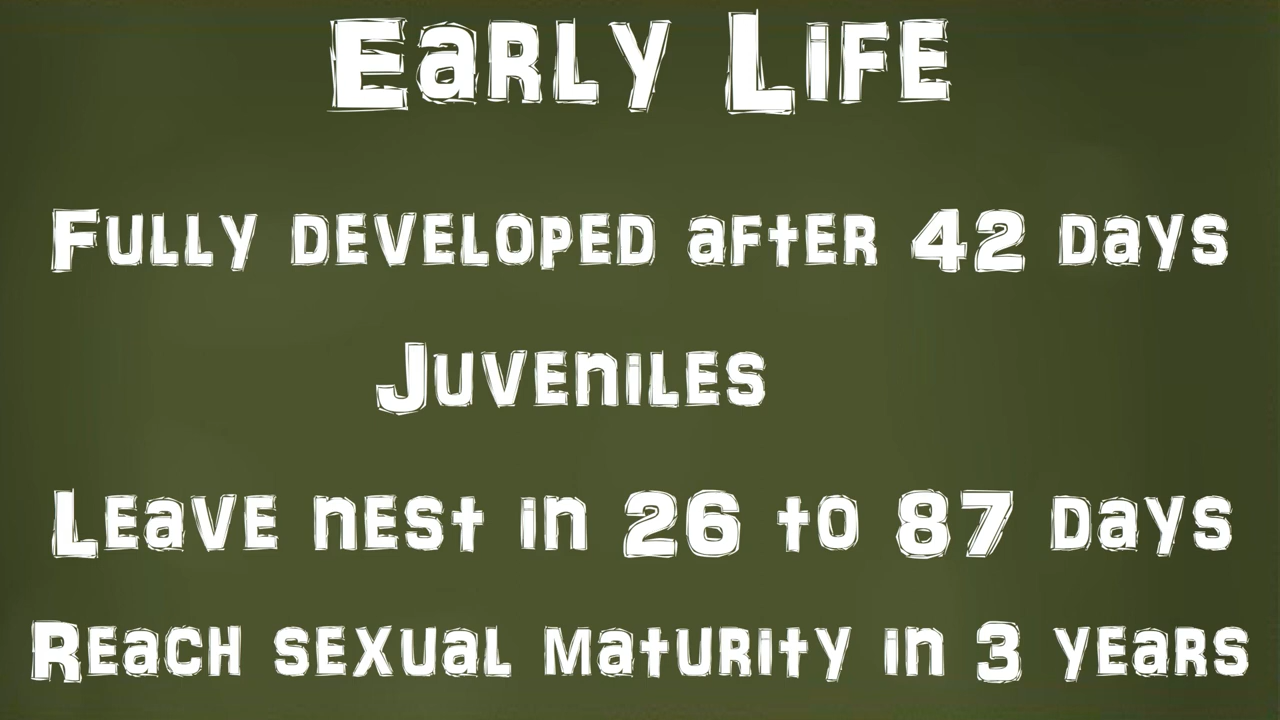 Early Life
Fully developed after 42 days
Juveniles
Leave nest in 26 to 87 days
Reach sexual maturity in 3 years